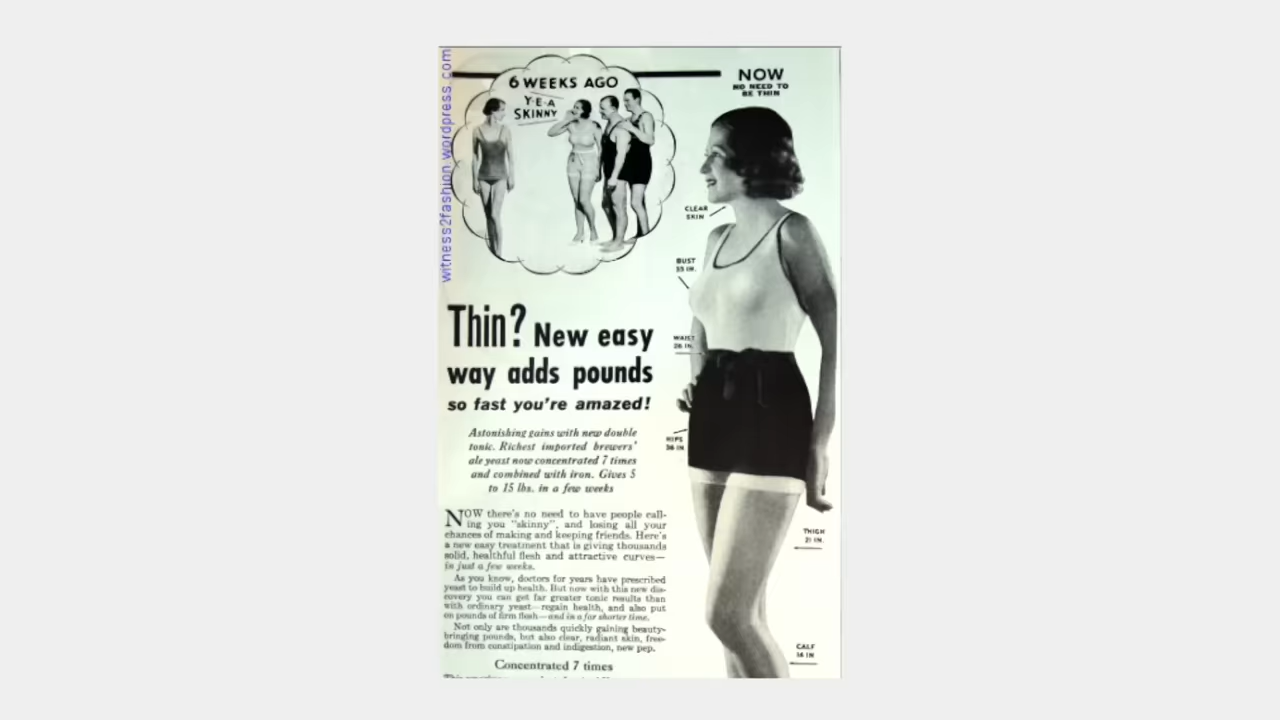 witness2fashion.wordpress.com
6 WEEKS AGO
Y-E-A
SKINNY
NOW
NO NEED TO
BE THIN
CLEAR
SKIN
BUST
35 IN.
WAIST
26 IN.
HIPS
36 IN
THIGH
21 IN.
CALF
14 IN
Thin? New easy
way adds pounds
so fast you're amazed!
Astonishing gains with new double
tonic. Richest imported brewers'
ale yeast now concentrated 7 times
and combined with iron. Gives 5
to 15 lbs. in a few weeks
NOW there's no need to have people call-
ing you "skinny", and losing all your
chances of making and keeping friends. Here's
a new easy treatment that is giving thousands
solid, healthful flesh and attractive curves—
in just a few weeks.
As you know, doctors for years have prescribed
yeast to build up health. But now with this new dis-
covery you can get far greater tonic results than
with ordinary yeast—regain health, and also put
on pounds of firm flesh—and in a far shorter time.
Not only are thousands quickly gaining beauty-
bringing pounds, but also clear, radiant skin, free-
dom from constipation and indigestion, new pep.
Concentrated 7 times